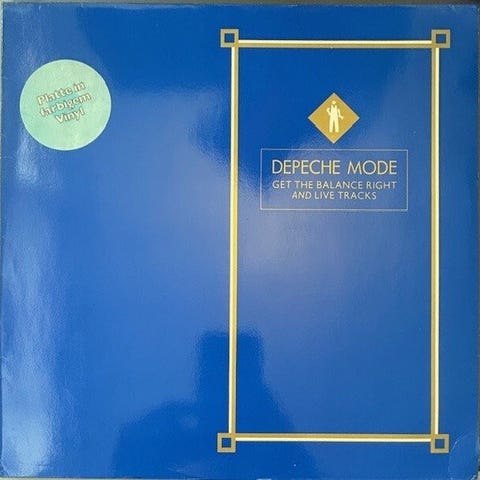 Platte in
farbigem
Vinyl
DEPECHE MODE
GET THE BALANCE RIGHT
AND LIVE TRACKS